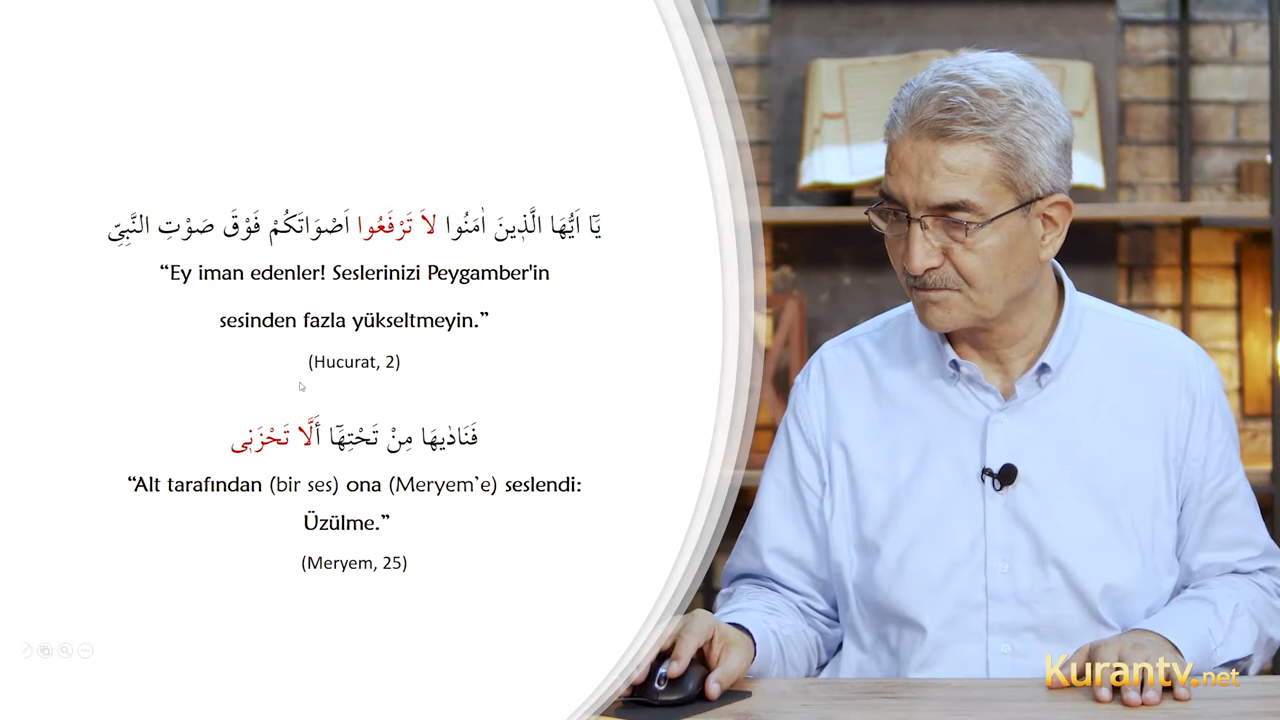 يَٓا اَيُّهَا الَّذ۪ينَ اٰمَنُوا لاَ تَرْفَعُوا اَصْوَاتَكُمْ فَوْقَ صَوْتِ النَّبِيِّ
“Ey iman edenler! Seslerinizi Peygamber'in
sesinden fazla yükseltmeyin.”
(Hucurat, 2)
فَنَادٰيهَا مِنْ تَحْتِهَٓا أَلَّا تَحْزَن۪ى
“Alt tarafından (bir ses) ona (Meryem`e) seslendi:
Üzülme.”
(Meryem, 25)
Kurantv.net